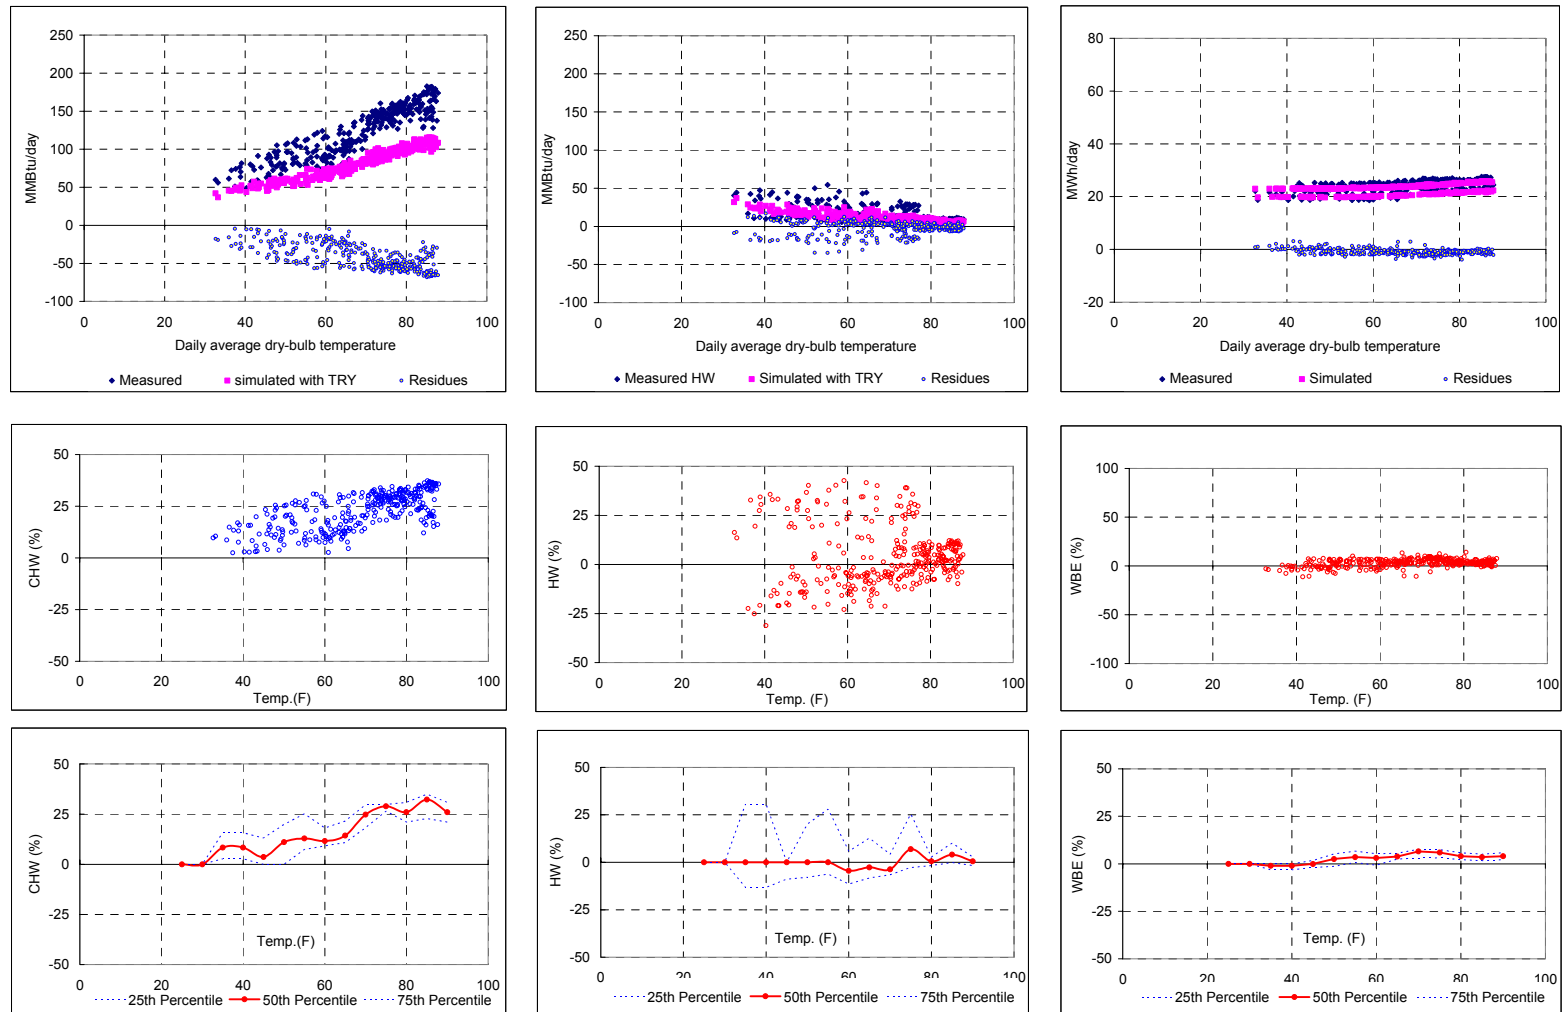 250
200
150
100
50
0
-50
-100
MMBtu/day
0 20 40 60 80 100
Daily average dry-bulb temperature
Measured simulated with TRY Residues
250
200
150
100
50
0
-50
-100
MMBtu/day
0 20 40 60 80 100
Daily average dry-bulb temperature
Measured HW Simulated with TRY Residues
80
60
40
20
0
-20
MWh/day
0 20 40 60 80 100
Daily average dry-bulb temperature
Measured Simulated Residues
50
25
0
-25
-50
CHW (%)
0 20 40 60 80 100
Temp.(F)
50
25
0
-25
-50
HW (%)
0 20 40 60 80 100
Temp. (F)
100
50
0
-50
-100
WBE (%)
0 20 40 60 80 100
Temp. (F)
50
25
0
-25
-50
CHW (%)
0 20 40 60 80 100
Temp.(F)
25th Percentile 50th Percentile 75th Percentile
50
25
0
-25
-50
HW (%)
0 20 40 60 80 100
Temp. (F)
25th Percentile 50th Percentile 75th Percentile
50
25
0
-25
-50
WBE (%)
0 20 40 60 80 100
Temp. (F)
25th Percentile 50th Percentile 75th Percentile